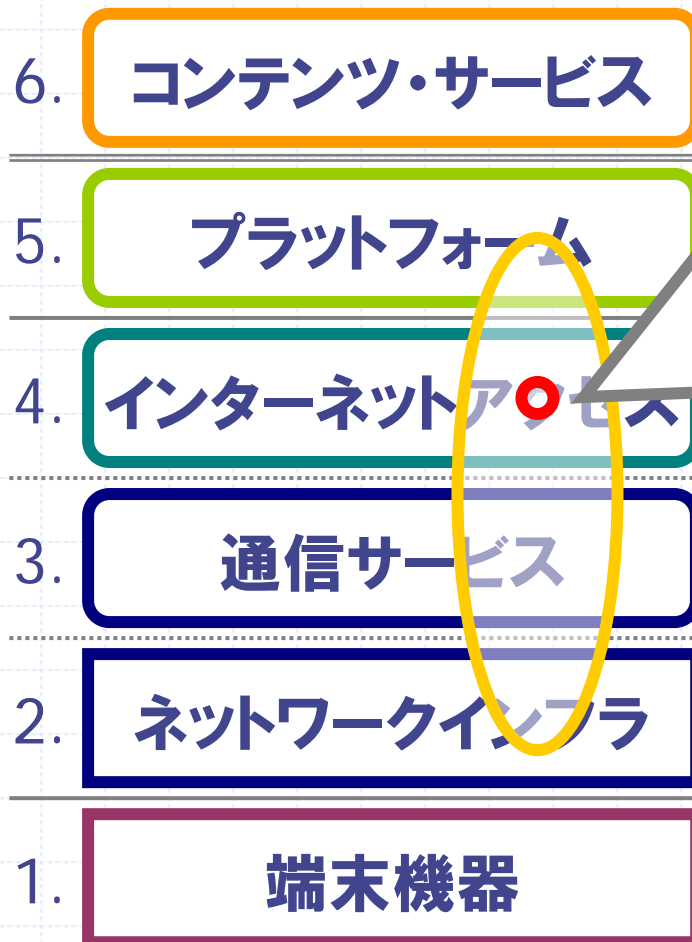 6. コンテンツ・サービス
5. プラットフォーム
4. インターネットアクセス
3. 通信サービス
2. ネットワークインフラ
1. 端末機器